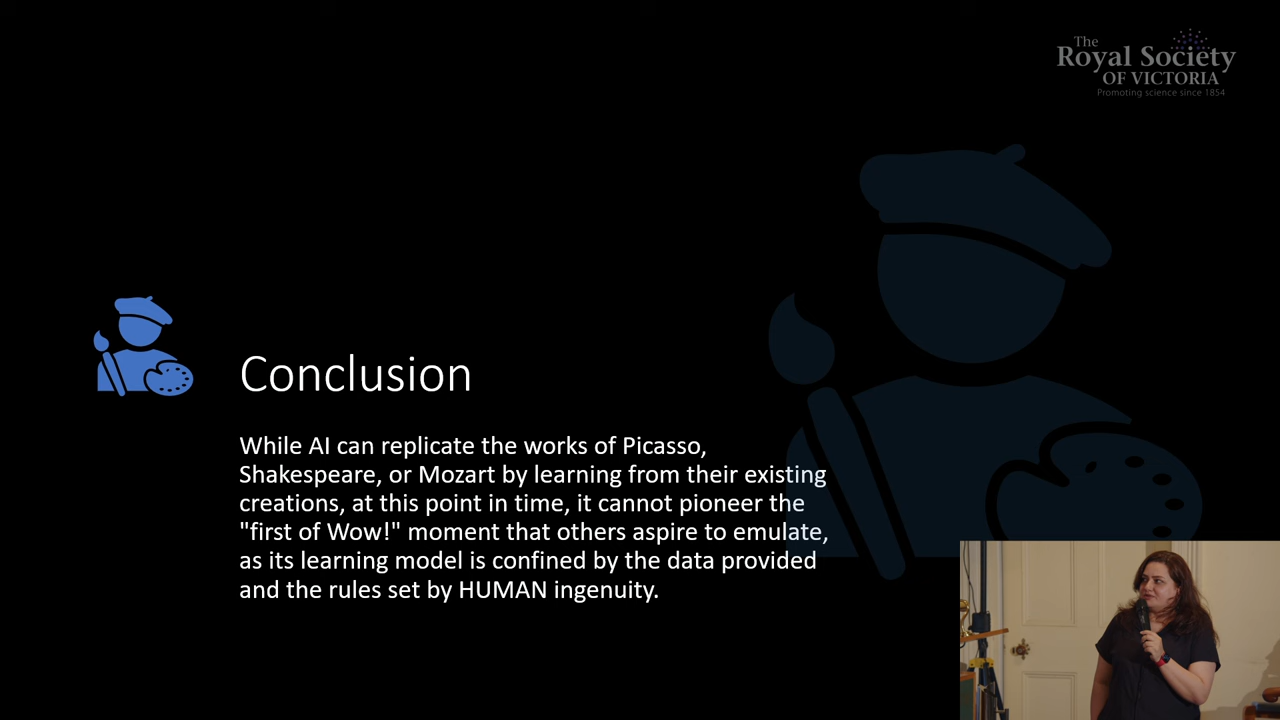 The
Royal Society
OF VICTORIA
Promoting science since 1854
Conclusion
While AI can replicate the works of Picasso,
Shakespeare, or Mozart by learning from their existing
creations, at this point in time, it cannot pioneer the
"first of Wow!" moment that others aspire to emulate,
as its learning model is confined by the data provided
and the rules set by HUMAN ingenuity.